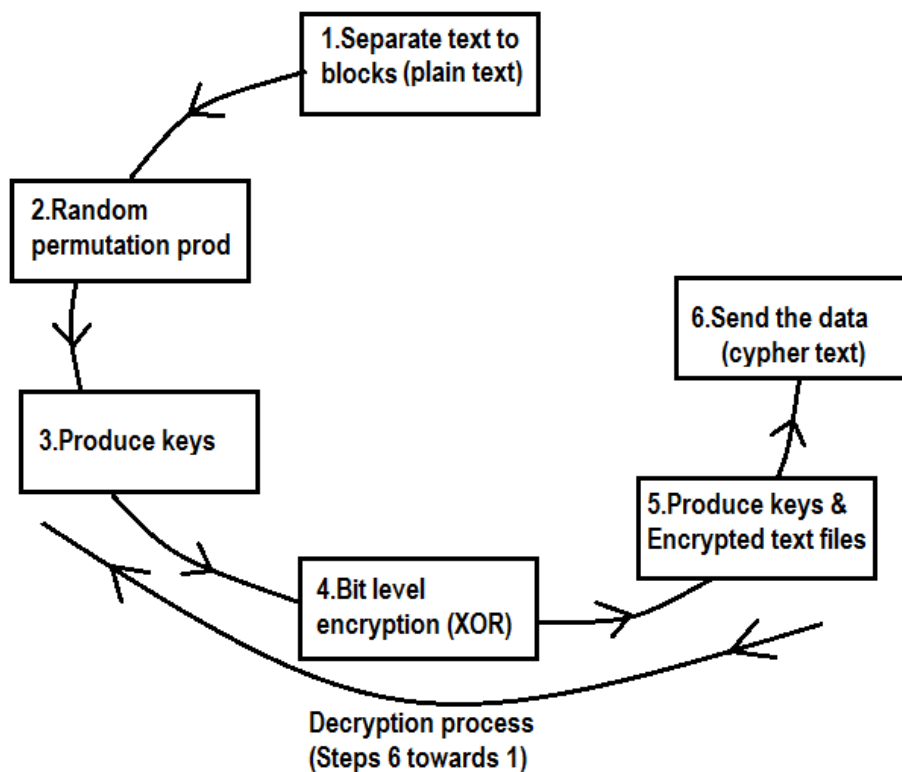 1.Separate text to
blocks (plain text)
2.Random
permutation prod
3.Produce keys
4.Bit level
encryption (XOR)
5.Produce keys &
Encrypted text files
6.Send the data
(cypher text)
Decryption process
(Steps 6 towards 1)